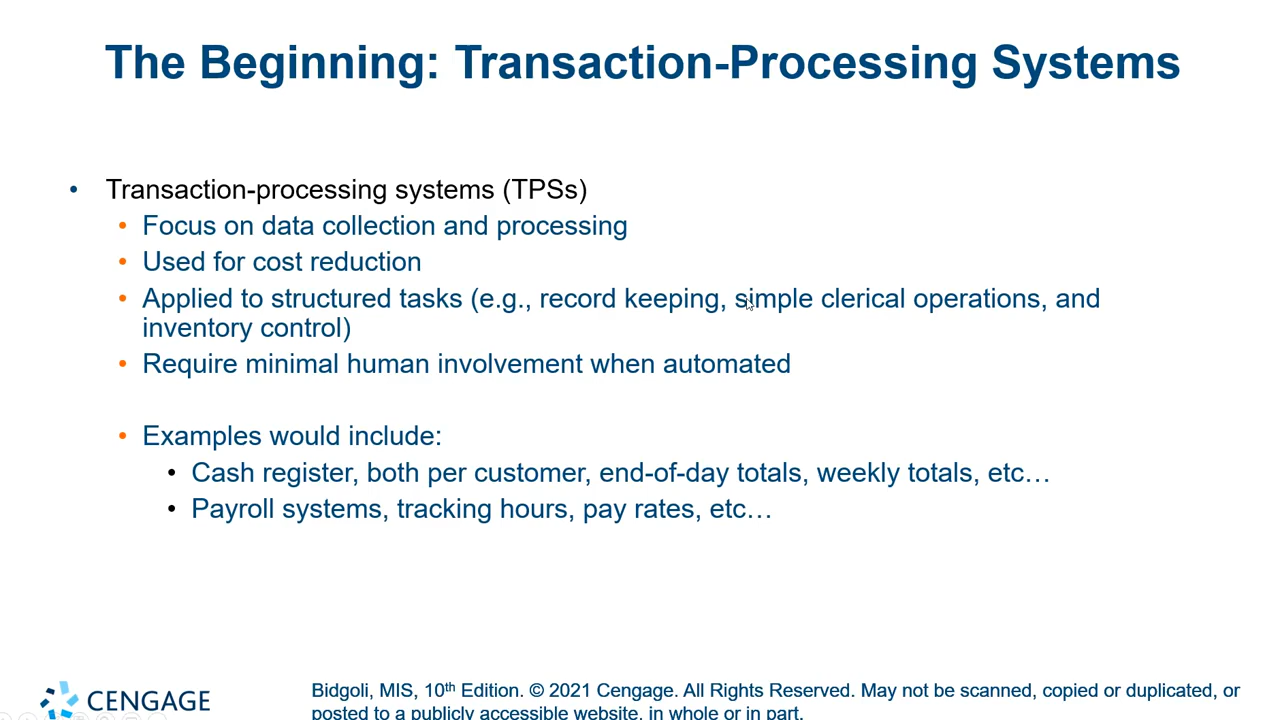 The Beginning: Transaction-Processing Systems
• Transaction-processing systems (TPSs)
• Focus on data collection and processing
• Used for cost reduction
• Applied to structured tasks (e.g., record keeping, simple clerical operations, and
inventory control)
• Require minimal human involvement when automated
• Examples would include:
• Cash register, both per customer, end-of-day totals, weekly totals, etc…
• Payroll systems, tracking hours, pay rates, etc…
CENGAGE
Bidgoli, MIS, 10th Edition. © 2021 Cengage. All Rights Reserved. May not be scanned, copied or duplicated, or
posted to a publicly accessible website, in whole or in part.